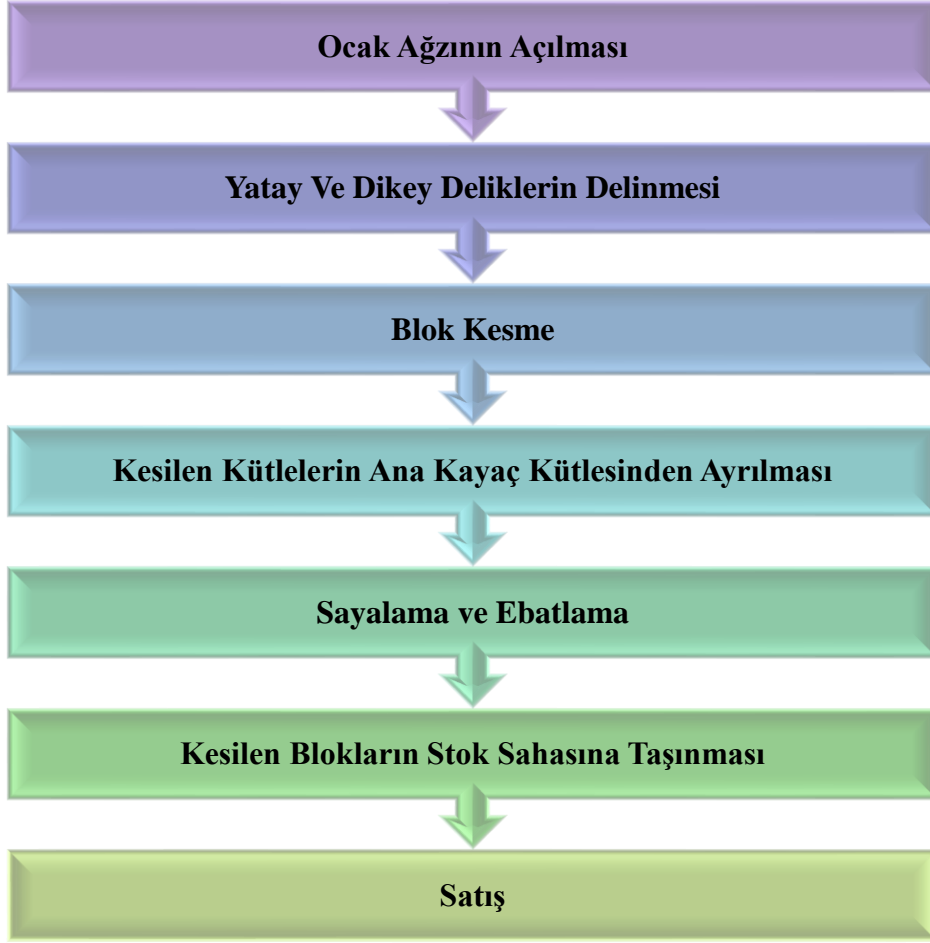 Ocak Ağzının Açılması
Yatay Ve Dikey Deliklerin Delinmesi
Blok Kesme
Kesilen Kütlelerin Ana Kayaç Kütlesinden Ayrılması
Sayalama ve Ebatlama
Kesilen Blokların Stok Sahasına Taşınması
Satış